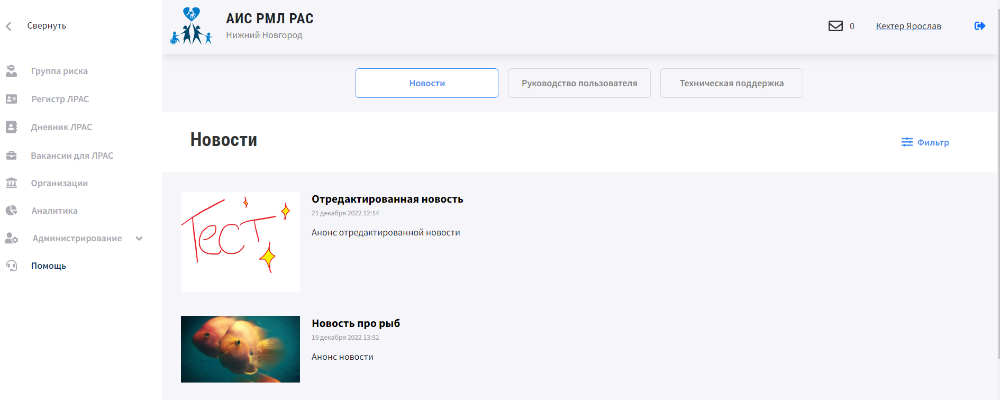 Свернуть
Группа риска
Регистр ЛРАС
Дневник ЛРАС
Вакансии для ЛРАС
Организации
Аналитика
Администрирование
Помощь
АИС РМЛ РАС
Нижний Новгород
0
Кехтер Ярослав
Новости
Руководство пользователя
Техническая поддержка
Новости
Фильтр
Тест
Отредактированная новость
21 декабря 2022 12:14
Анонс отредактированной новости
Новость про рыб
19 декабря 2022 13:52
Анонс новости